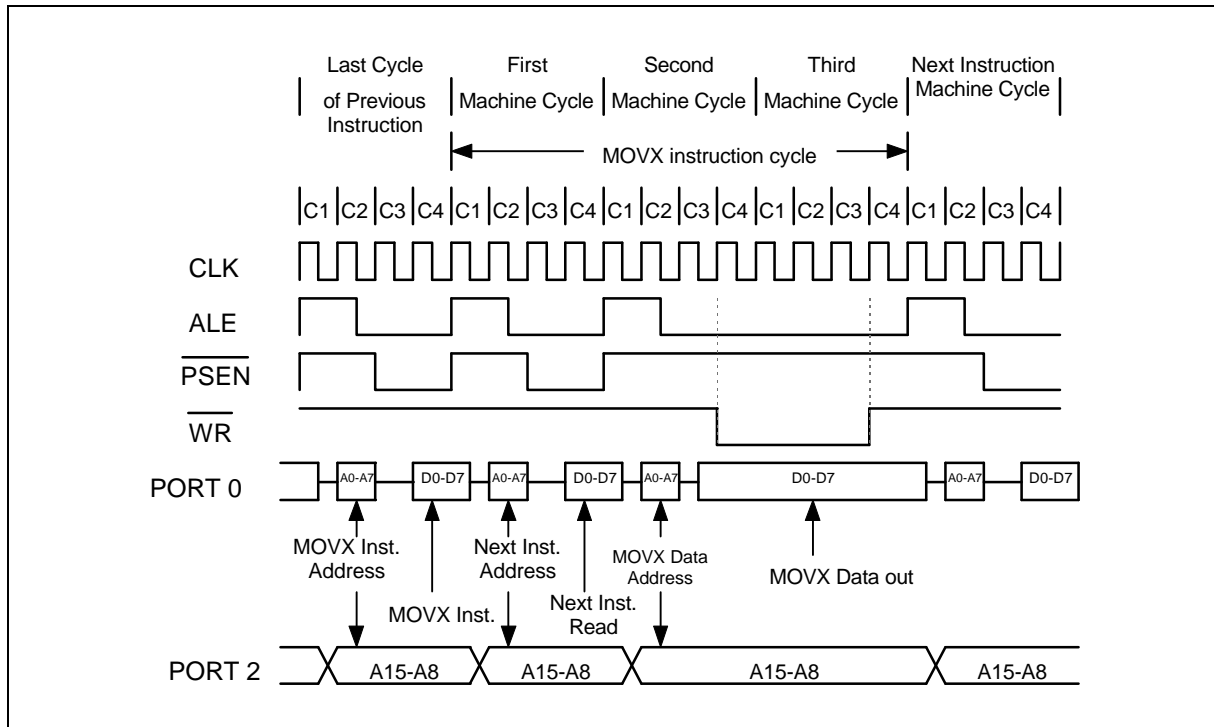 Last Cycle
of Previous
Instruction
First
Machine Cycle
Second
Machine Cycle
Third
Machine Cycle
Next Instruction
Machine Cycle
MOVX instruction cycle
C1 C2 C3 C4 C1 C2 C3 C4 C1 C2 C3 C4 C1 C2 C3 C4 C1 C2 C3 C4
CLK
ALE
PSEN
WR
PORT 0
A0-A7 D0-D7 A0-A7 D0-D7 A0-A7 D0-D7 A0-A7 D0-D7
MOVX Inst.
Address
MOVX Inst.
Next Inst.
Address
Next Inst.
Read
MOVX Data
Address
MOVX Data out
PORT 2
A15-A8 A15-A8 A15-A8 A15-A8